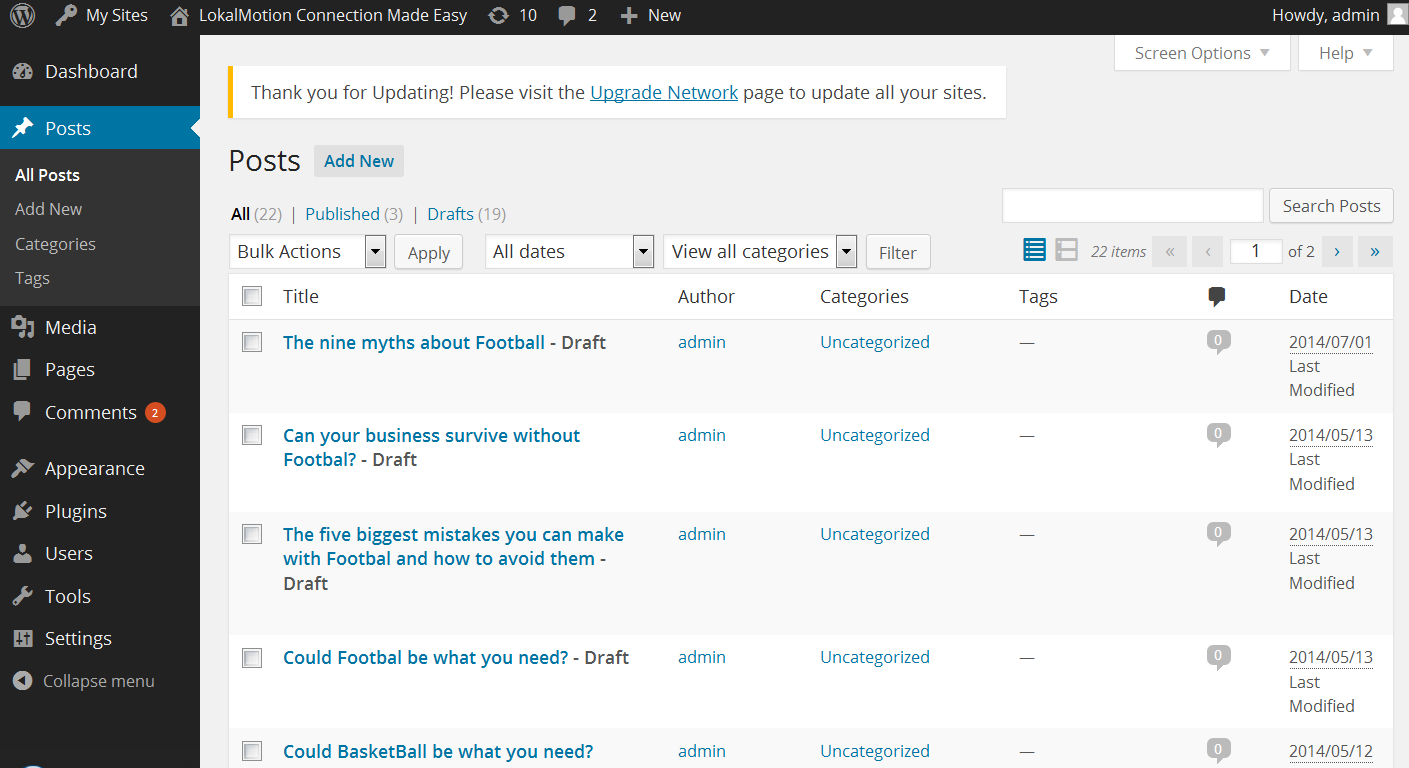 My Sites LokalMotion Connection Made Easy 10 2 New Howdy, admin
Screen Options Help
Dashboard
Thank you for Updating! Please visit the Upgrade Network page to update all your sites.
Posts
All Posts
Add New
Categories
Tags
Media
Pages
Comments 2
Appearance
Plugins
Users
Tools
Settings
Collapse menu
Posts Add New
All (22) | Published (3) | Drafts (19)
Search Posts
Bulk Actions Apply All dates View all categories Filter 22 items « ‹ 1 of 2 › »
Title Author Categories Tags Date
The nine myths about Football - Draft admin Uncategorized — 0 2014/07/01
Last
Modified
Can your business survive without admin Uncategorized — 0 2014/05/13
Footbal? - Draft Last
Modified
The five biggest mistakes you can make admin Uncategorized — 0 2014/05/13
with Footbal and how to avoid them - Last
Draft Modified
Could Footbal be what you need? - Draft admin Uncategorized — 0 2014/05/13
Last
Modified
Could BasketBall be what you need? admin Uncategorized — 0 2014/05/12